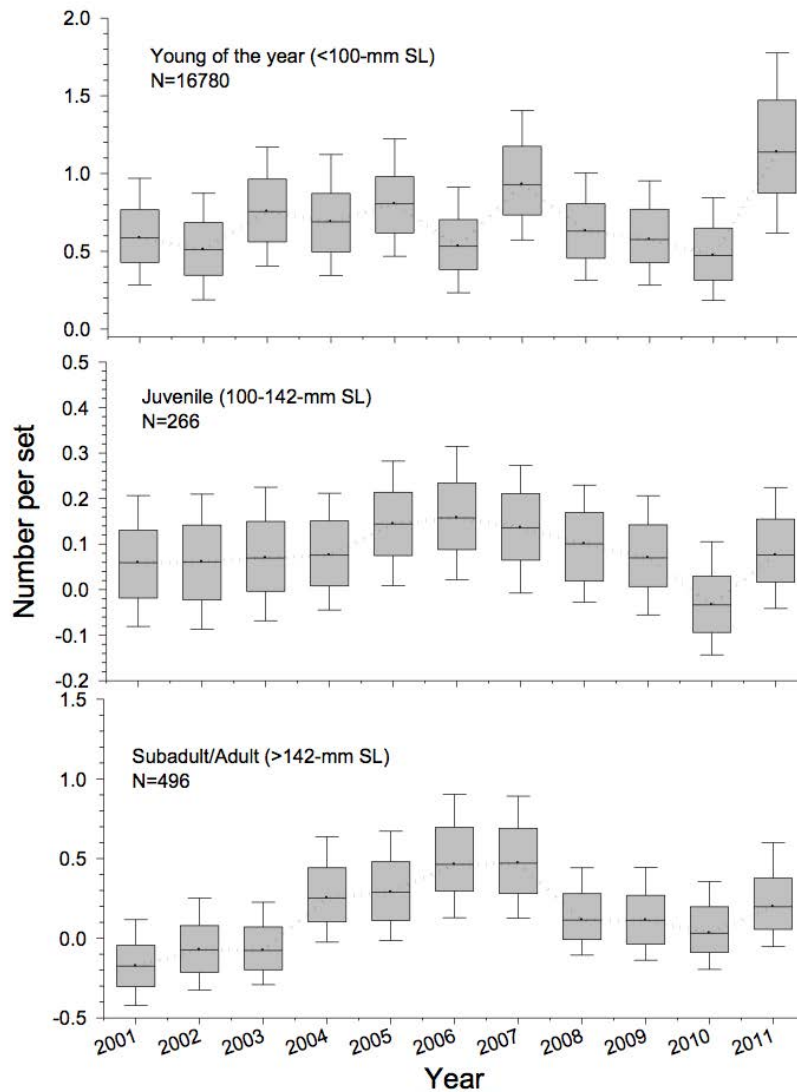 2.0
Young of the year (<100-mm SL)
N=16780
1.5
1.0
0.5
0.0
0.5
Juvenile (100-142-mm SL)
N=266
0.4
0.3
0.2
0.1
0.0
-0.1
-0.2
Number per set
1.5
Subadult/Adult (>142-mm SL)
N=496
1.0
0.5
0.0
-0.5
2001 2002 2003 2004 2005 2006 2007 2008 2009 2010 2011
Year